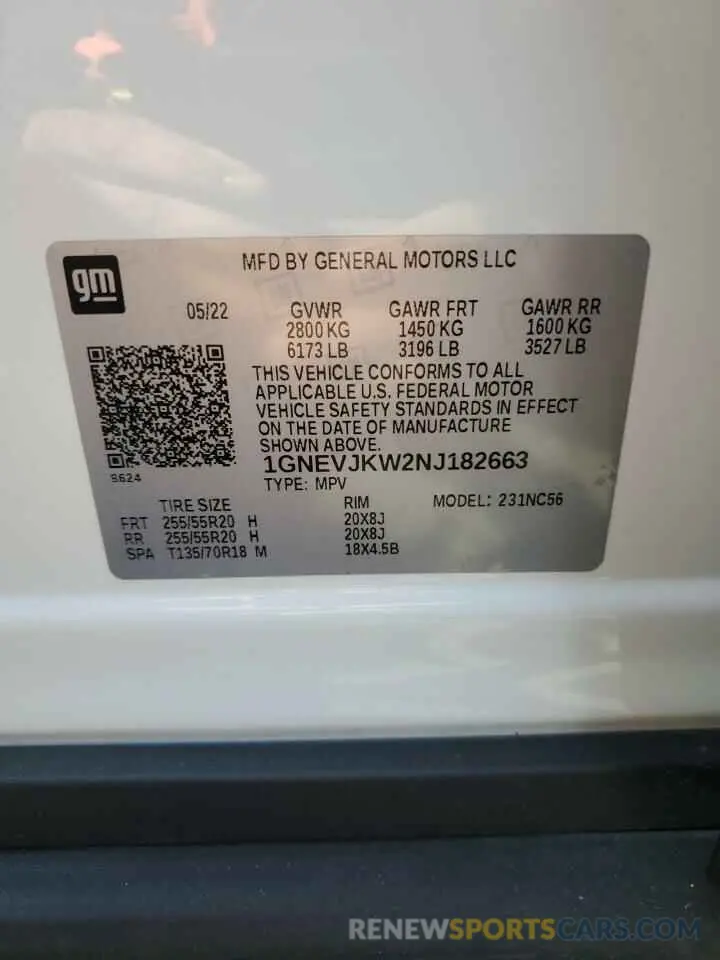 gm
MFD BY GENERAL MOTORS LLC
05/22 GVWR GAWR FRT GAWR RR
2800 KG 1450 KG 1600 KG
6173 LB 3196 LB 3527 LB
THIS VEHICLE CONFORMS TO ALL
APPLICABLE U.S. FEDERAL MOTOR
VEHICLE SAFETY STANDARDS IN EFFECT
ON THE DATE OF MANUFACTURE
SHOWN ABOVE.
1GNEVJKW2NJ182663
S624
TYPE: MPV
TIRE SIZE RIM MODEL: 231NC56
FRT 255/55R20 H 20X8J
RR 255/55R20 H 20X8J
SPA T135/70R18 M 18X4.5B
RENEWSPORTSCARS.COM